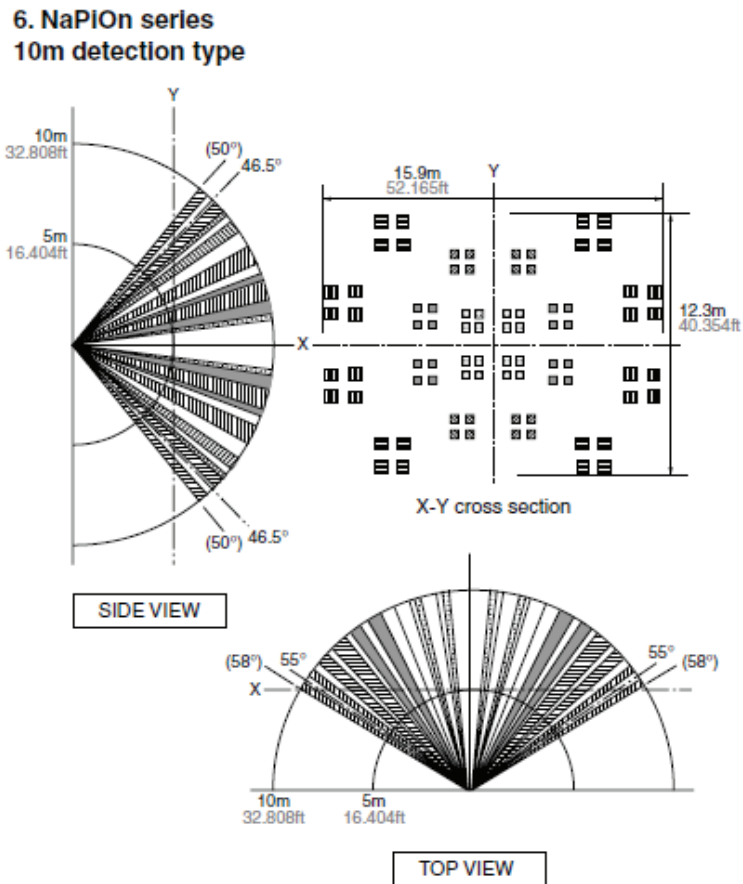 6. NaPiOn series
10m detection type
Y
10m
32.808ft
(50°)
46.5°
5m
16.404ft
X
(50°)
46.5°
SIDE VIEW
Y
15.9m
52.165ft
12.3m
40.354ft
X-Y cross section
(58°)
55°
55°
(58°)
X
10m
32.808ft
5m
16.404ft
TOP VIEW